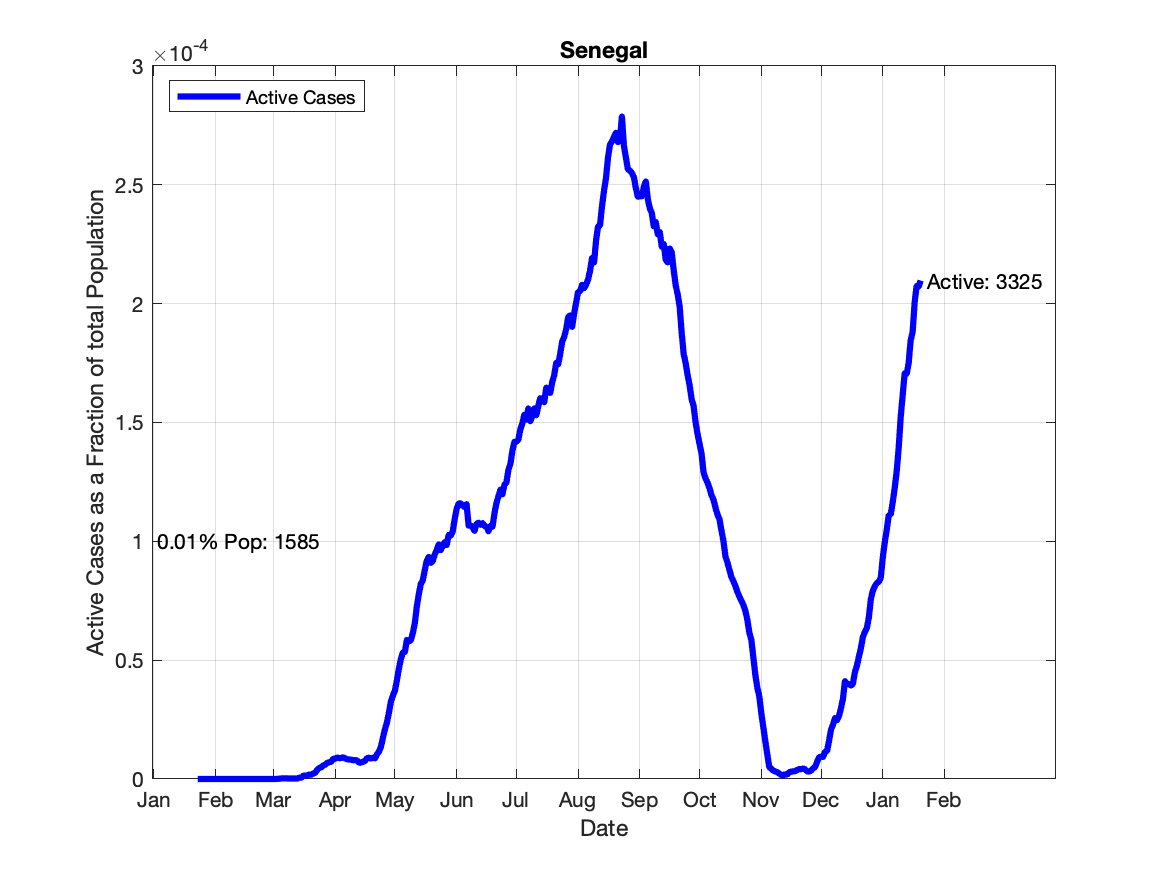 Senegal
×10⁻⁴
Active Cases
3
2.5
2
1.5
1
0.5
0
Active Cases as a Fraction of total Population
0.01% Pop: 1585
Active: 3325
Jan Feb Mar Apr May Jun Jul Aug Sep Oct Nov Dec Jan Feb
Date